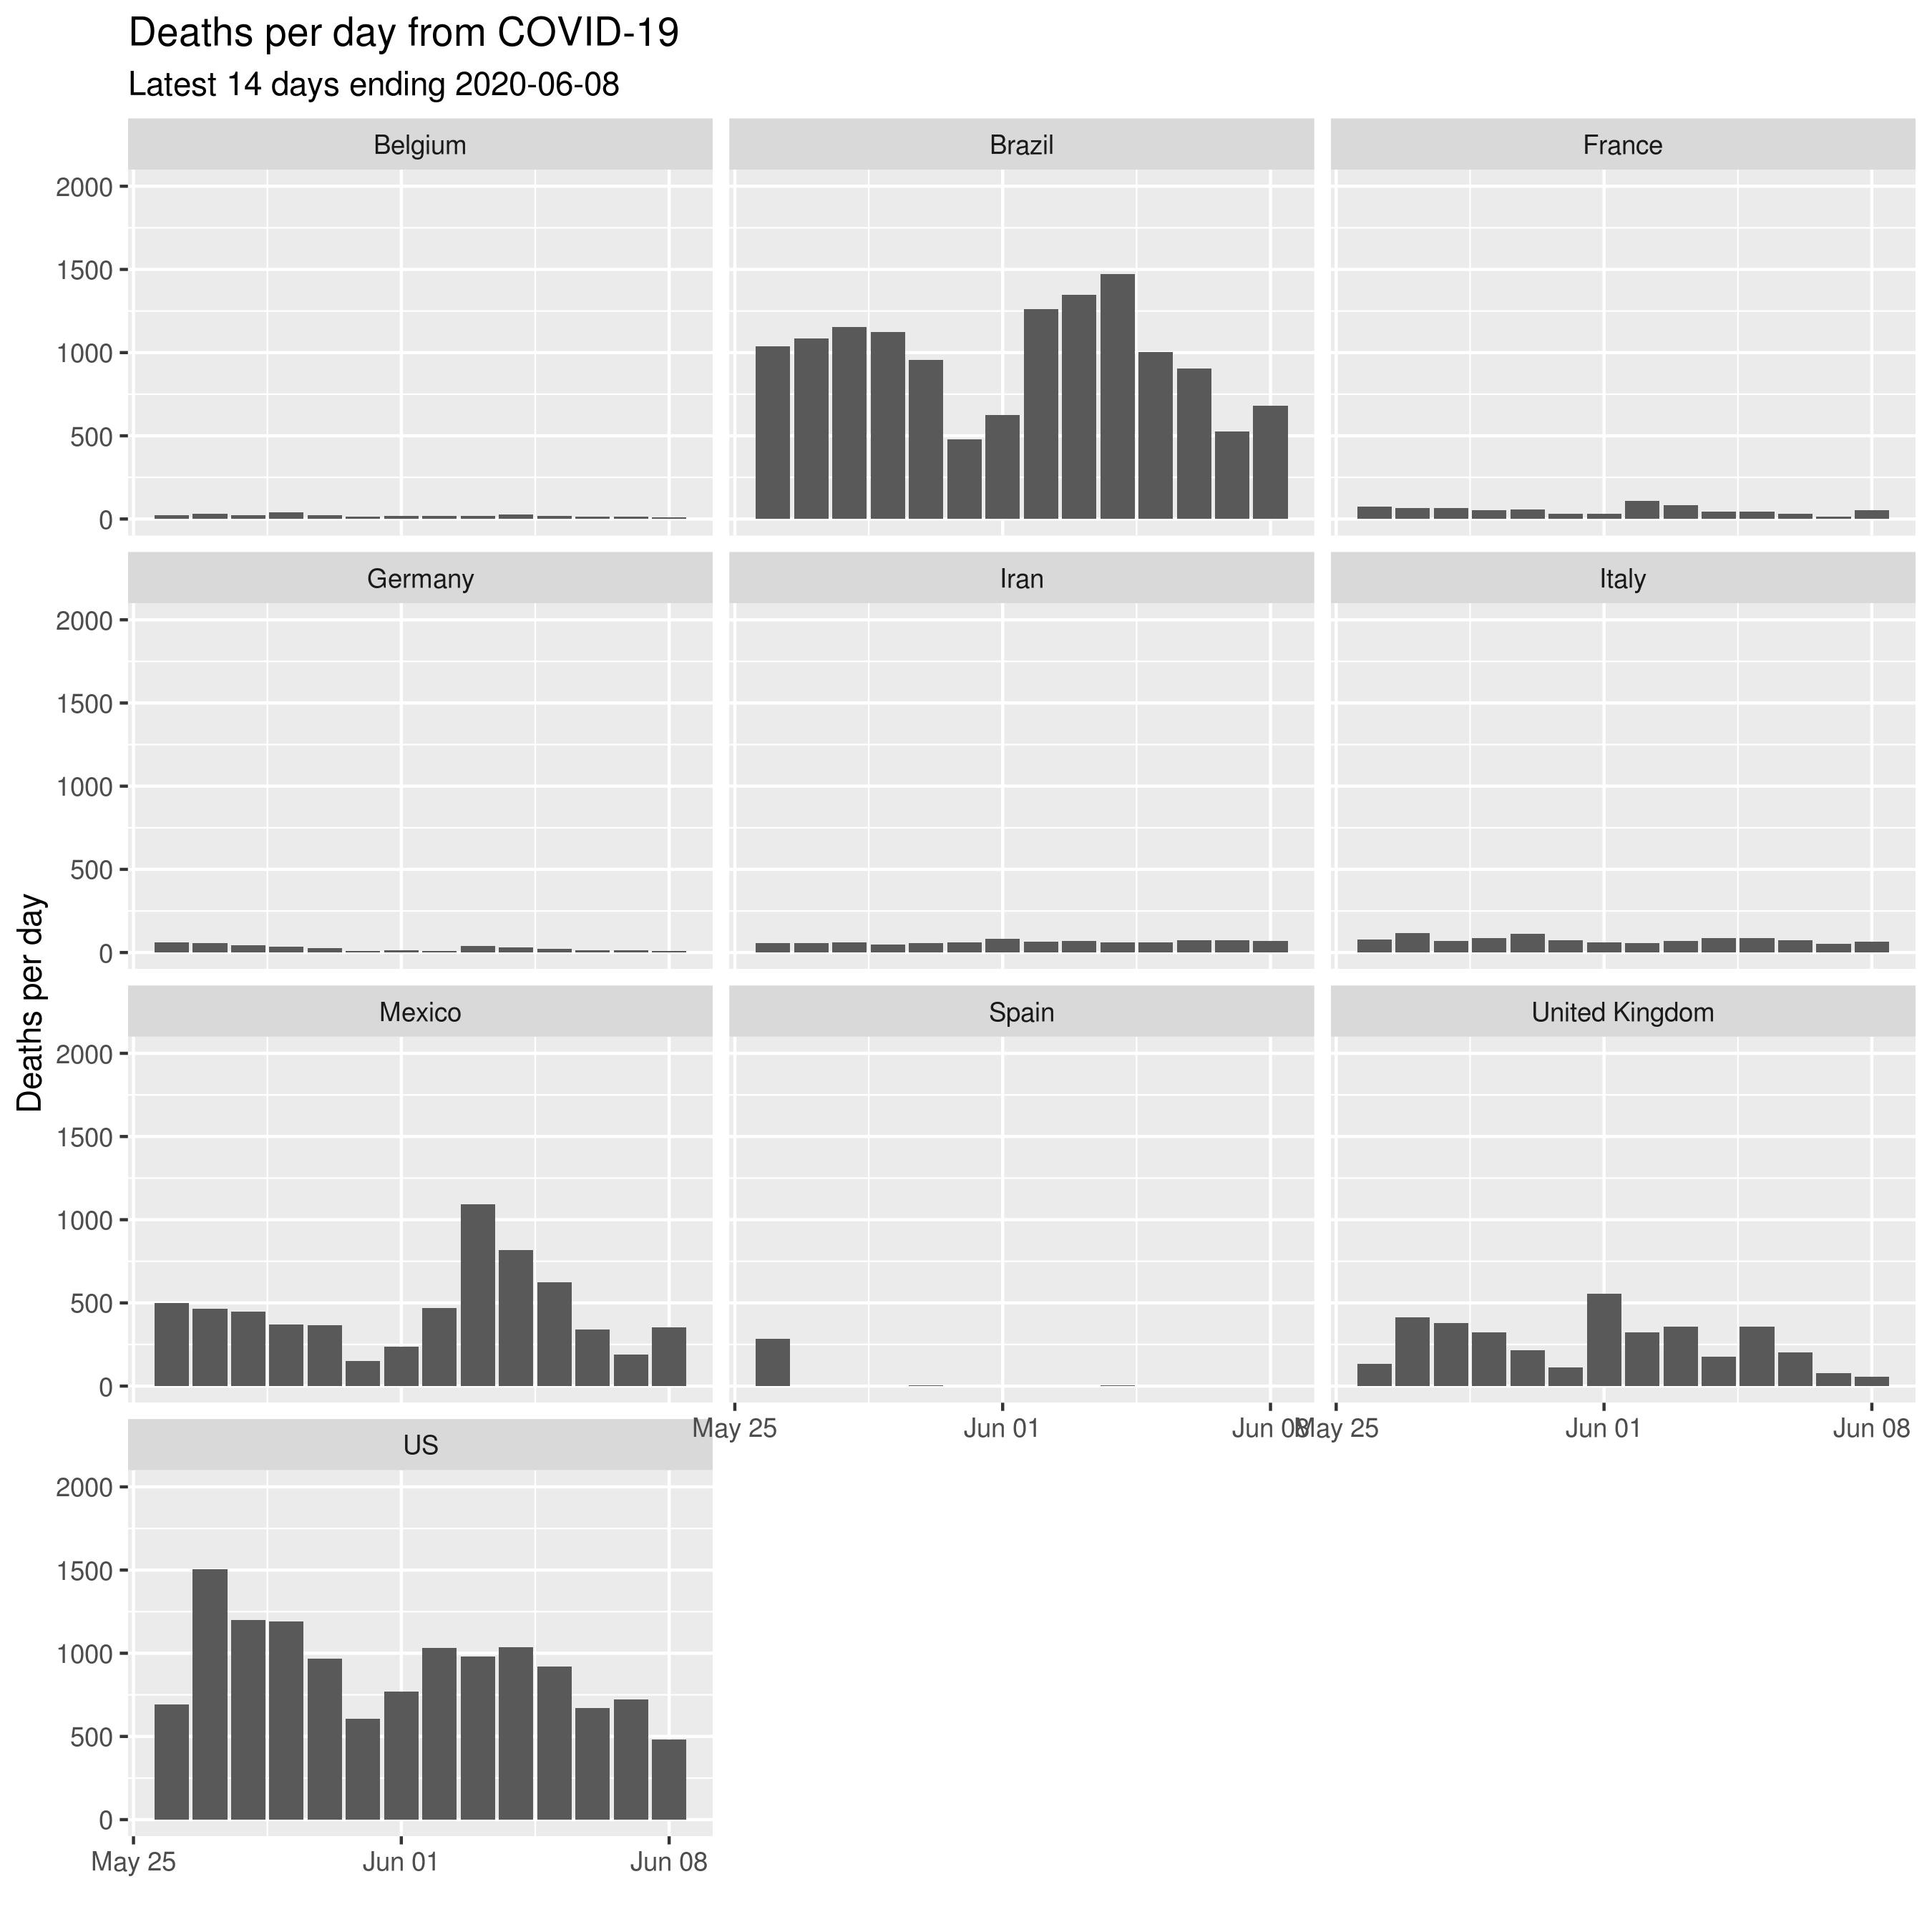 Deaths per day from COVID-19
Latest 14 days ending 2020-06-08
Belgium Brazil France
2000
1500
1000
500
0
Germany Iran Italy
2000
1500
1000
500
0
Deaths per day
Mexico Spain United Kingdom
2000
1500
1000
500
0
May 25 Jun 01 Jun 08 May 25 Jun 01 Jun 08
US
2000
1500
1000
500
0
May 25 Jun 01 Jun 08